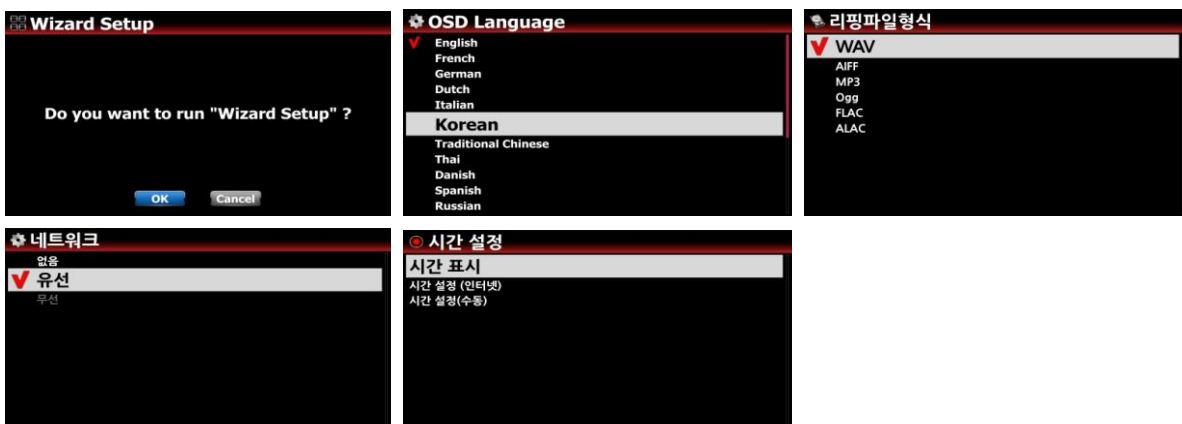 Wizard Setup
Do you want to run "Wizard Setup" ?
OK Cancel
OSD Language
English
French
German
Dutch
Italian
Korean
Traditional Chinese
Thai
Danish
Spanish
Russian
리핑파일형식
WAV
AIFF
MP3
Ogg
FLAC
ALAC
네트워크
없음
유선
무선
시간 설정
시간 표시
시간 설정 (인터넷)
시간 설정(수동)